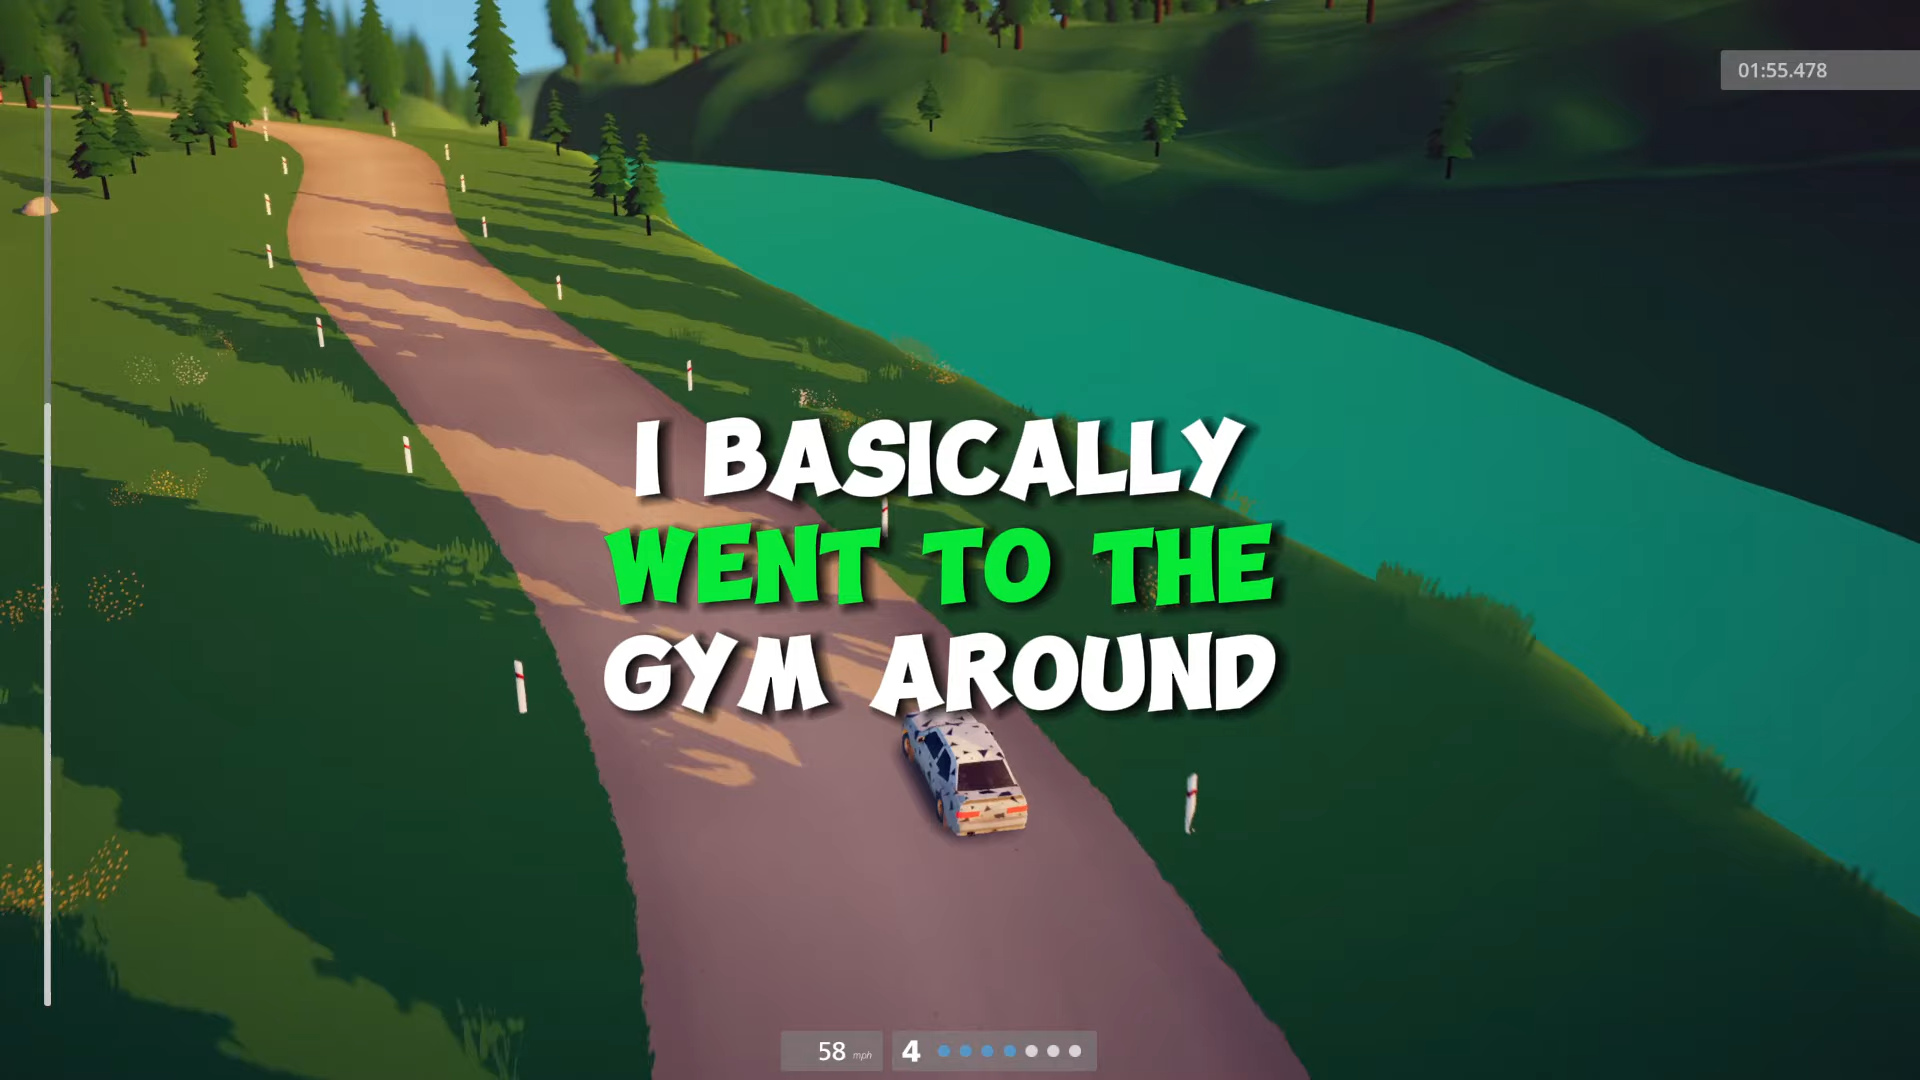 01:55.478
I BASICALLY
WENT TO THE
GYM AROUND
58 mph 4